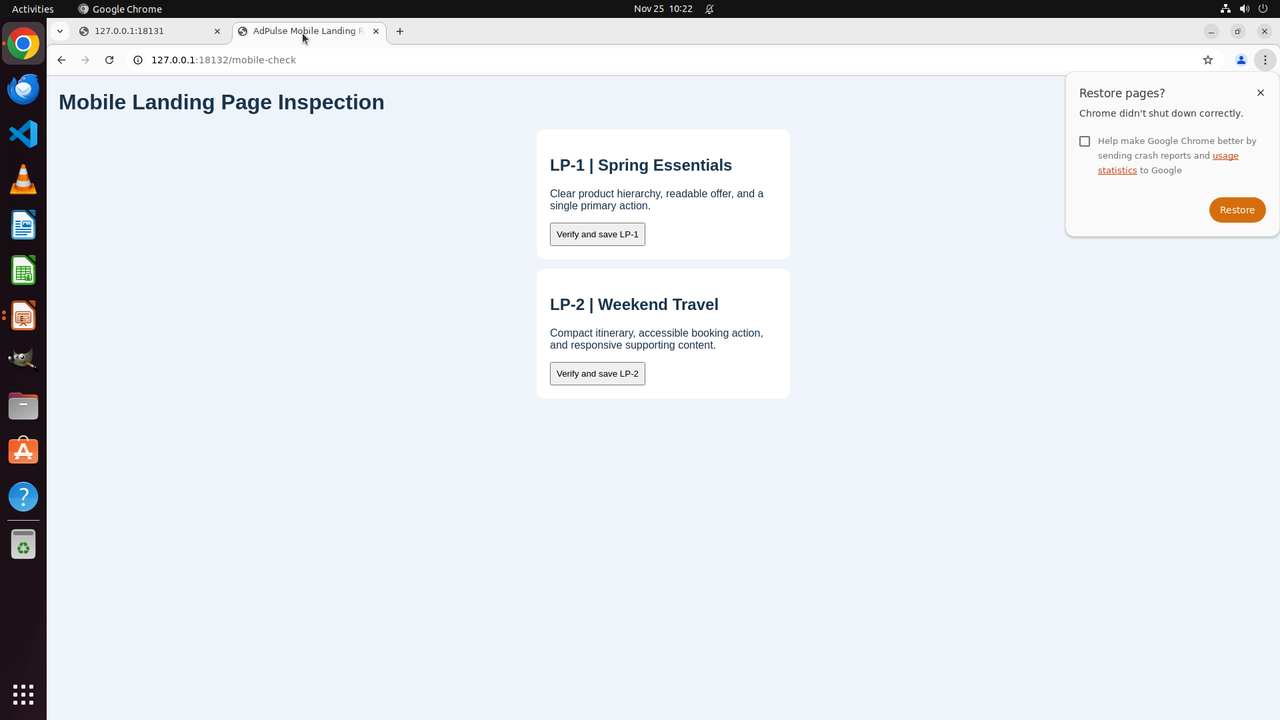 Activities
Google Chrome
Nov 25 10:22
127.0.0.1:18131
AdPulse Mobile Landing
127.0.0.1:18132/mobile-check
Mobile Landing Page Inspection
LP-1 | Spring Essentials
Clear product hierarchy, readable offer, and a
single primary action.
Verify and save LP-1
LP-2 | Weekend Travel
Compact itinerary, accessible booking action,
and responsive supporting content.
Verify and save LP-2
Restore pages?
Chrome didn't shut down correctly.
Help make Google Chrome better by
sending crash reports and usage
statistics to Google
Restore